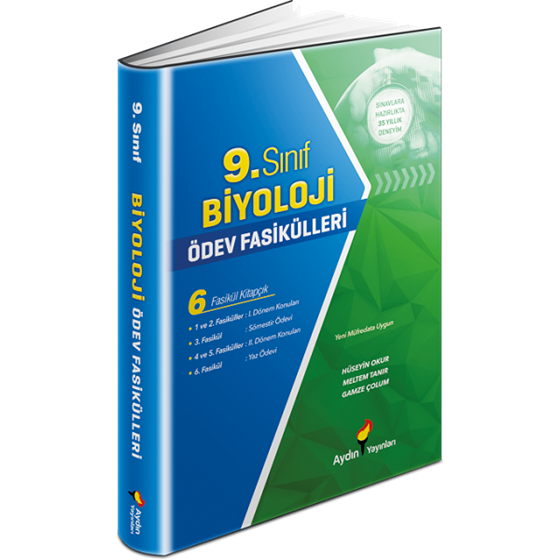 9. Sınıf
BİYOLOJİ
ÖDEV FASİKÜLLERİ
Aydın
Yayınları
SINAVLARA
HAZIRLIKTA
35 YILLIK
DENEYİM
9. Sınıf
BİYOLOJİ
ÖDEV FASİKÜLLERİ
6 Fasikül Kitapçık
• 1 ve 2. Fasiküller : I. Dönem Konuları
• 3. Fasikül : Sömestir Ödevi
• 4 ve 5. Fasiküller : II. Dönem Konuları
• 6. Fasikül : Yaz Ödevi
Yeni Müfredata Uygun
HÜSEYİN OKUR
MELTEM TANIR
GAMZE ÇOLUM
Aydın Yayınları